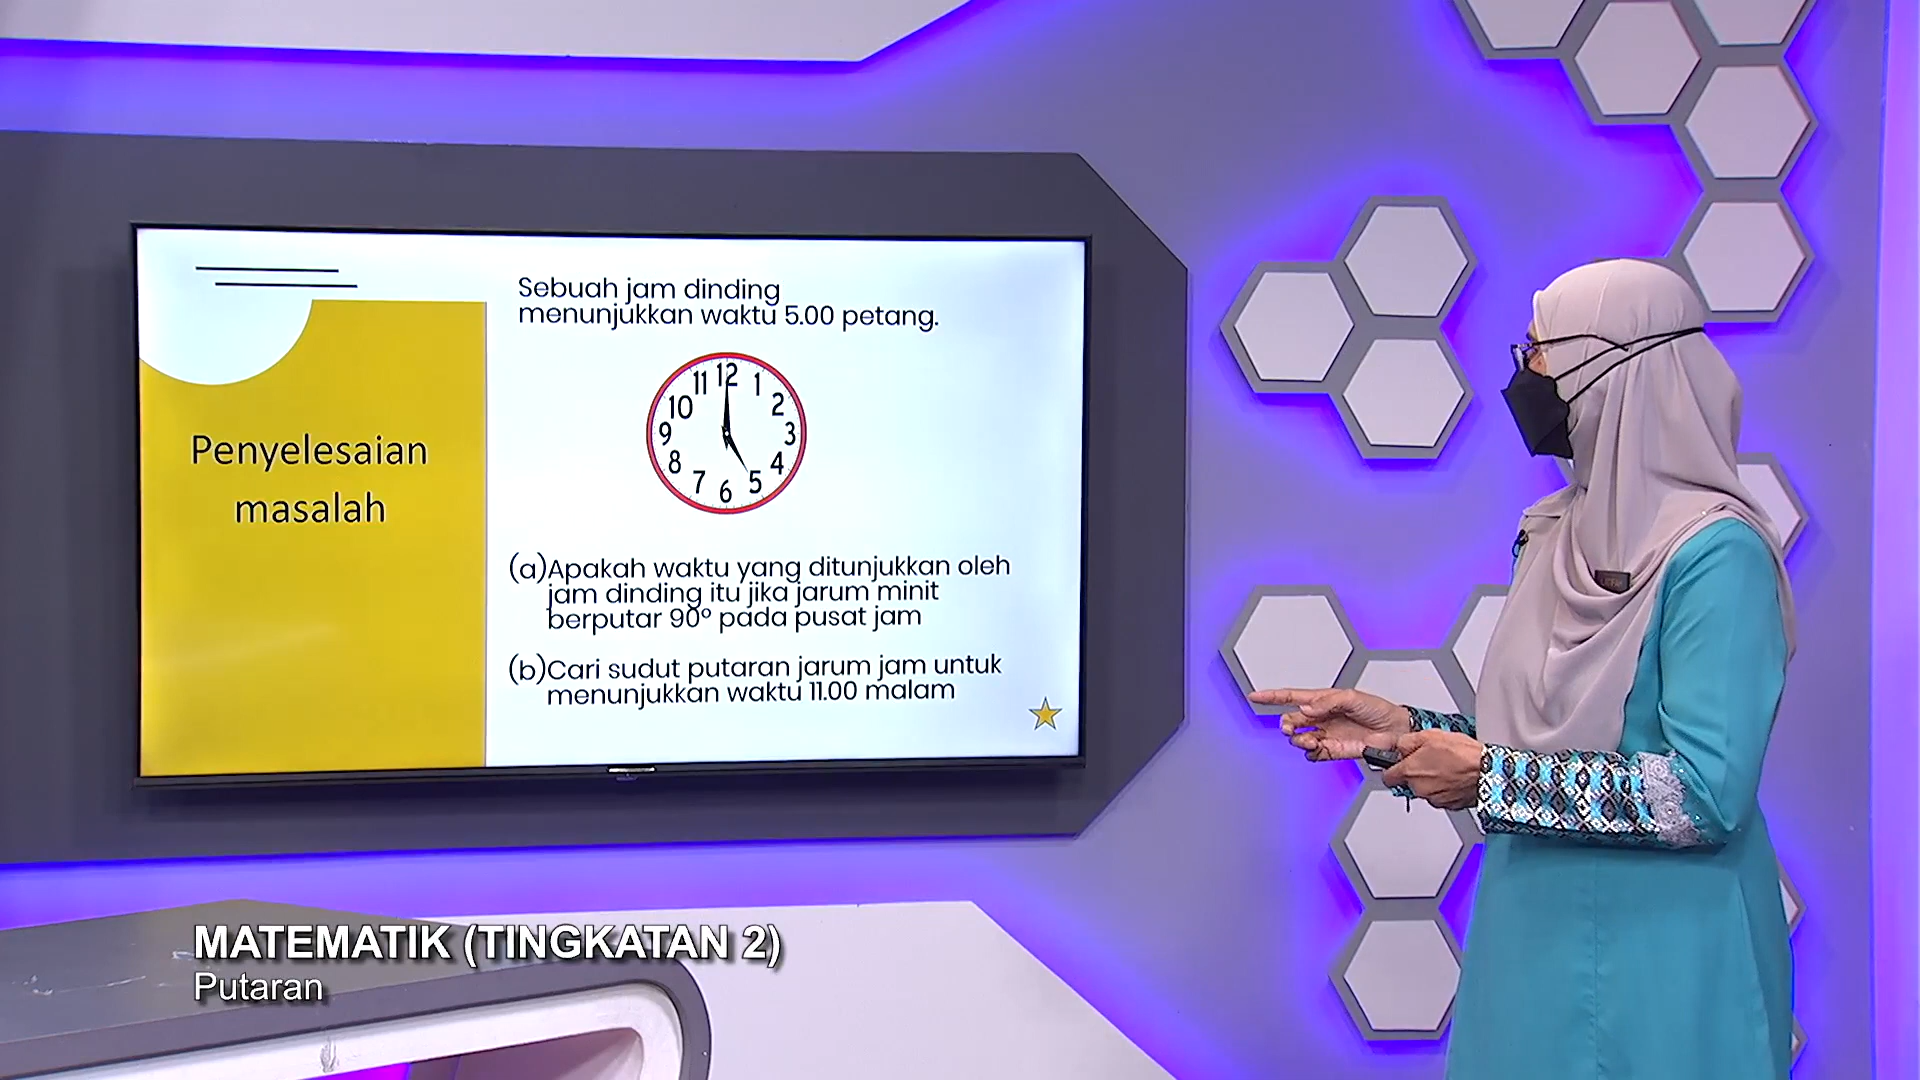 Sebuah jam dinding
menunjukkan waktu 5.00 petang.
11 12 1
10 2
9 3
8 4
7 6 5
Penyelesaian
masalah
(a)Apakah waktu yang ditunjukkan oleh
jam dinding itu jika jarum minit
berputar 90° pada pusat jam
(b)Cari sudut putaran jarum jam untuk
menunjukkan waktu 11.00 malam
MATEMATIK (TINGKATAN 2)
Putaran